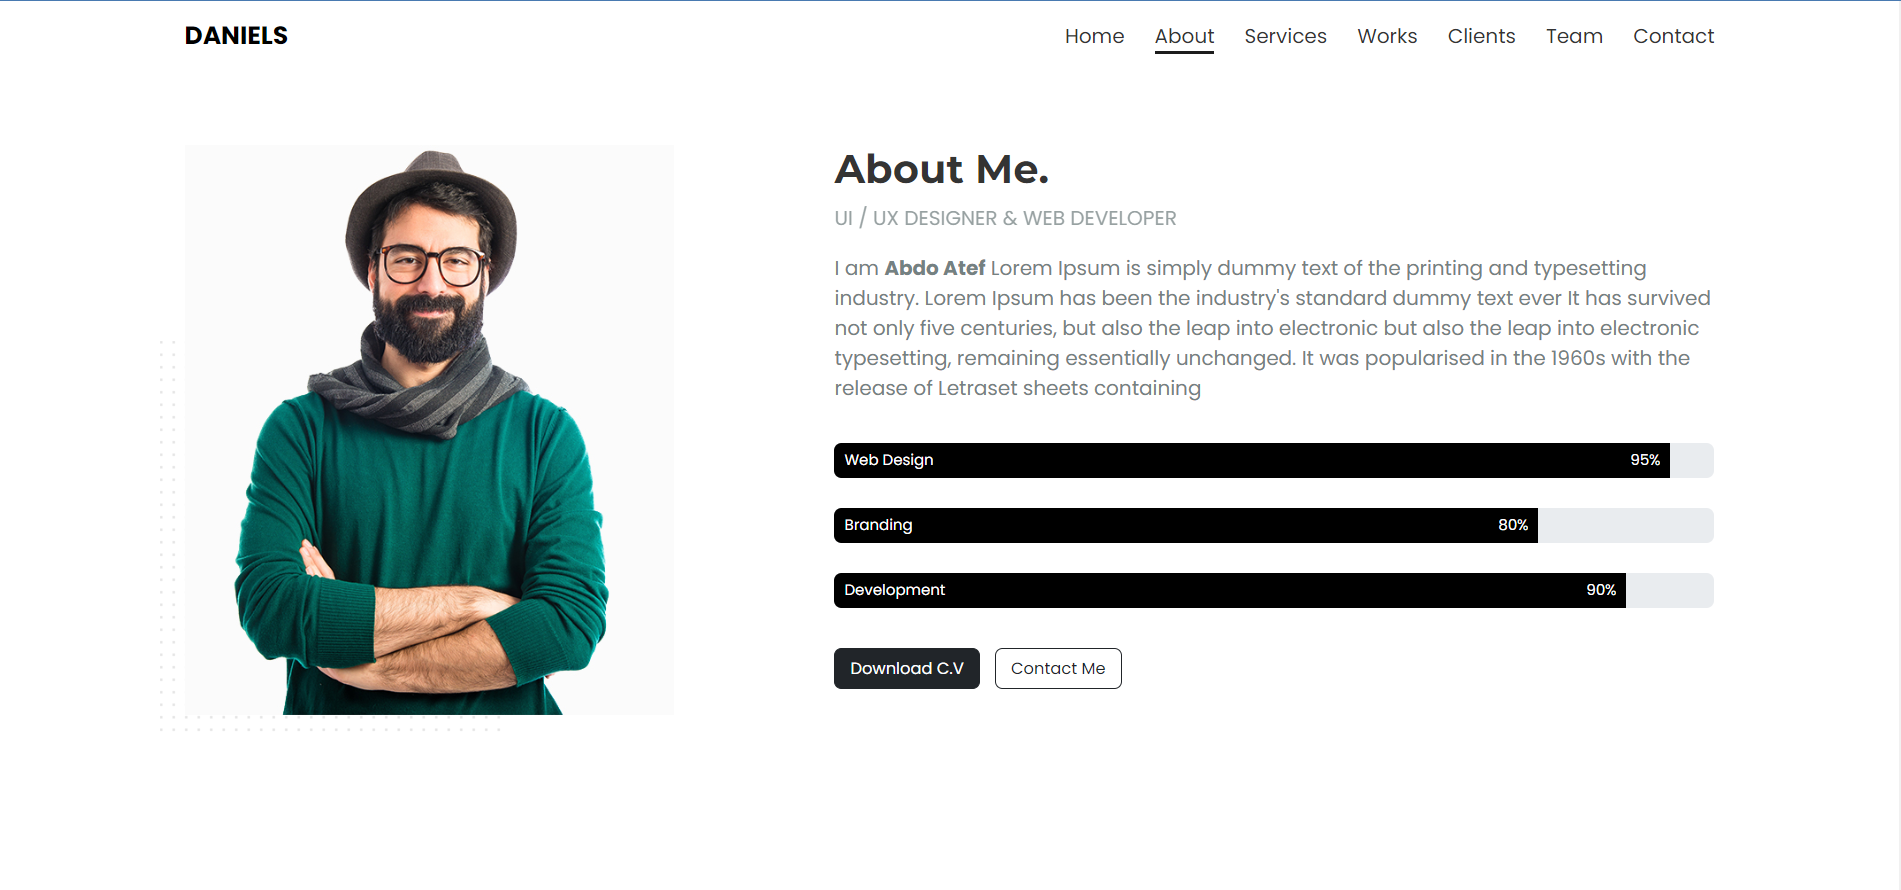 DANIELS
Home About Services Works Clients Team Contact
About Me.
UI / UX DESIGNER & WEB DEVELOPER
I am Abdo Atef Lorem Ipsum is simply dummy text of the printing and typesetting
industry. Lorem Ipsum has been the industry's standard dummy text ever It has survived
not only five centuries, but also the leap into electronic but also the leap into electronic
typesetting, remaining essentially unchanged. It was popularised in the 1960s with the
release of Letraset sheets containing
Web Design 95%
Branding 80%
Development 90%
Download C.V Contact Me